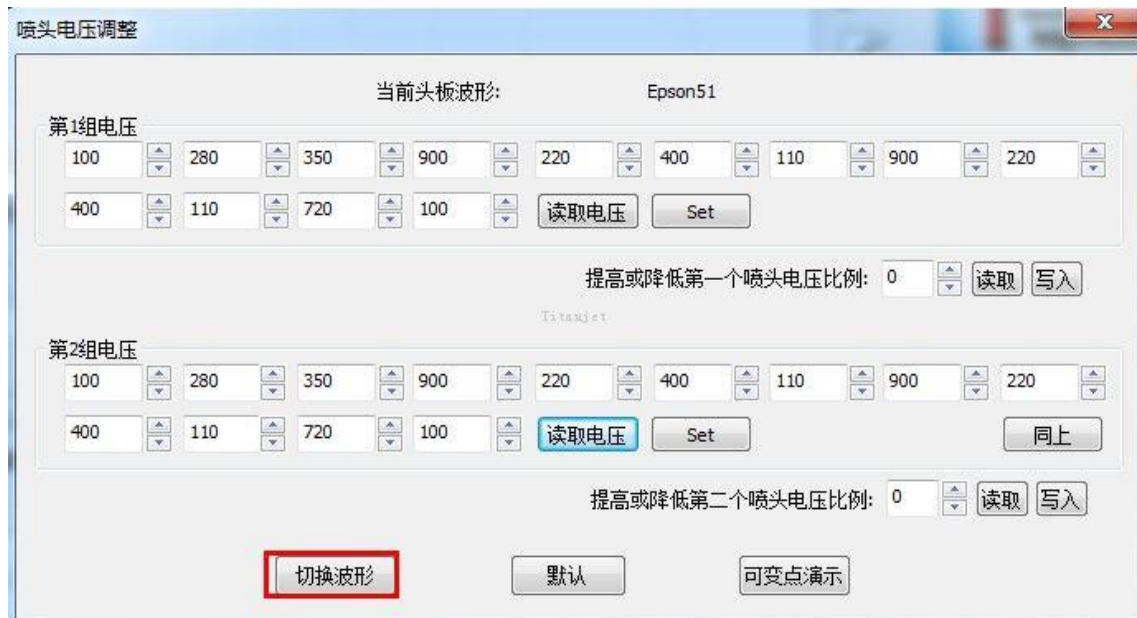 喷头电压调整
X
当前头板波形: Epson51
第1组电压
100 280 350 900 220 400 110 900 220
400 110 720 100 读取电压 Set
提高或降低第一个喷头电压比例: 0 读取 写入
Titanjet
第2组电压
100 280 350 900 220 400 110 900 220
400 110 720 100 读取电压 Set 同上
提高或降低第二个喷头电压比例: 0 读取 写入
切换波形 默认 可变点演示